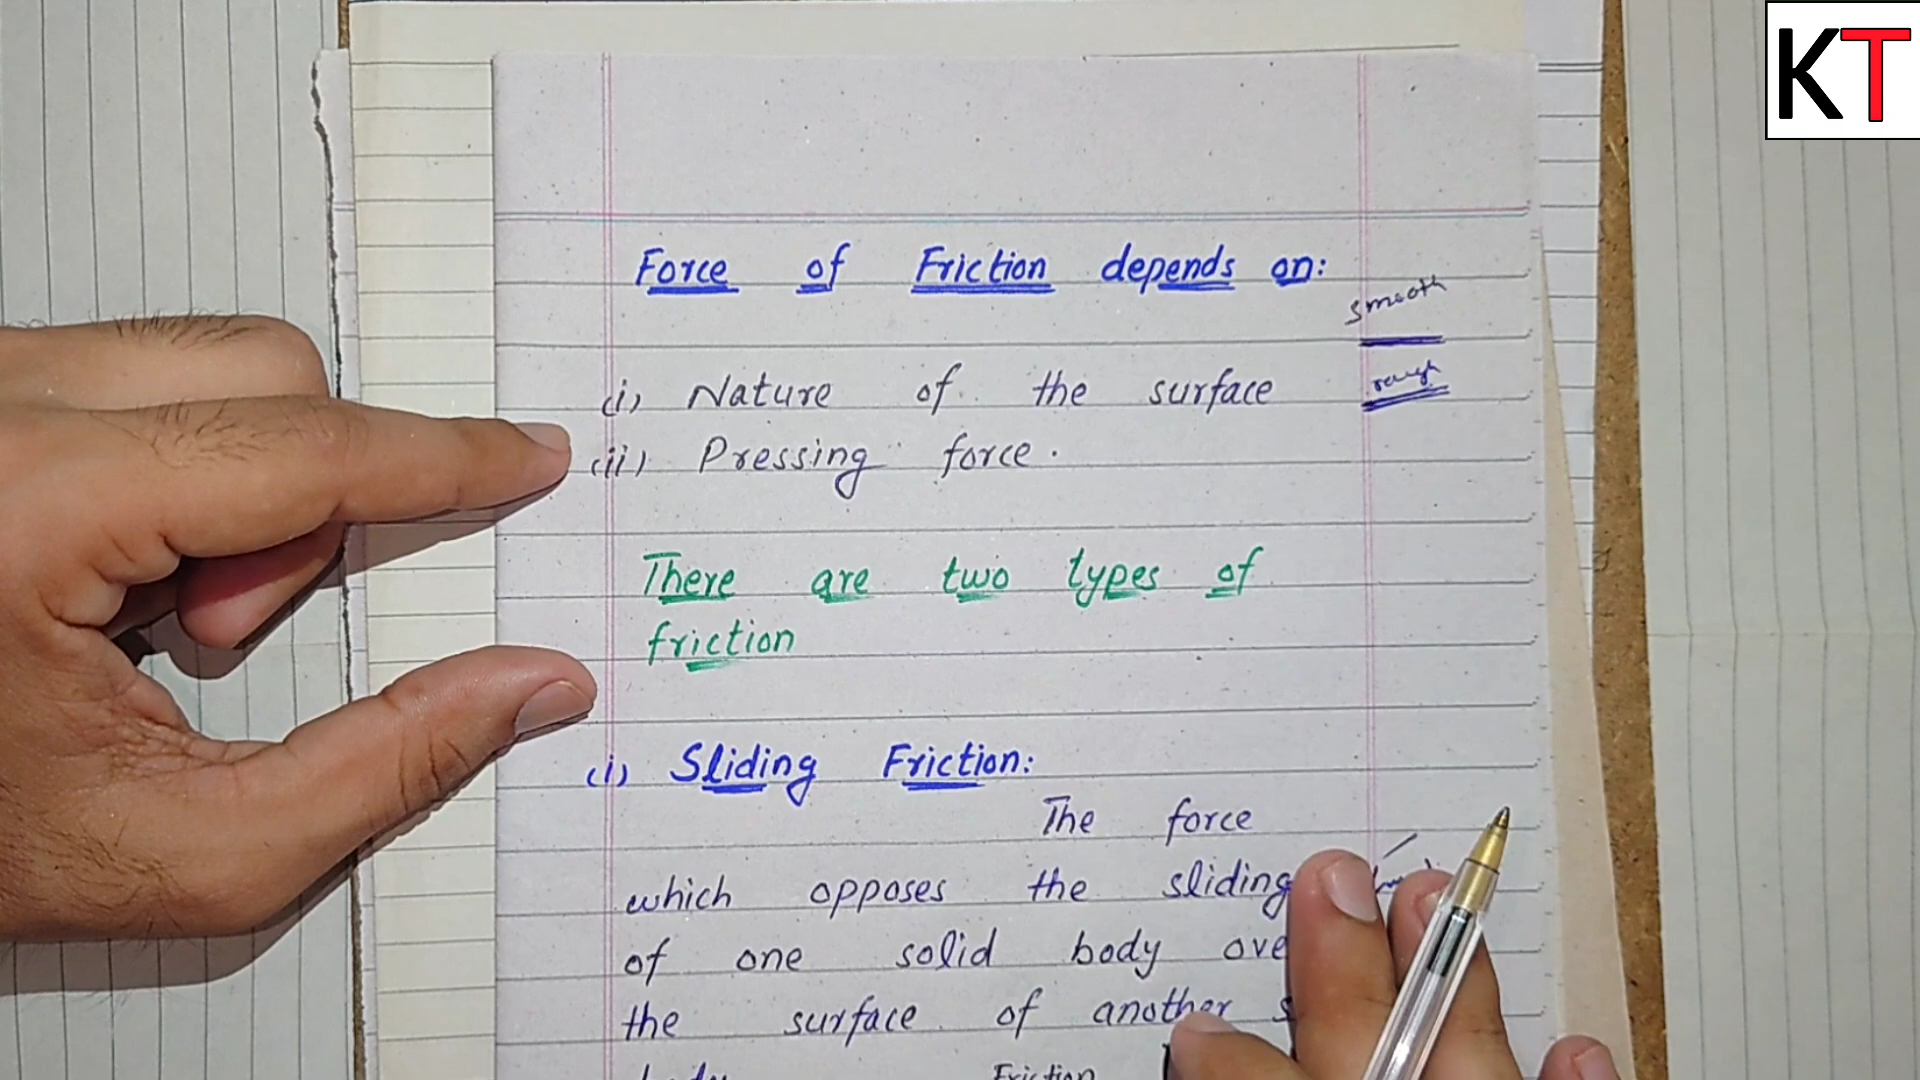 KT
Force of Friction depends on:
smooth
(i) Nature of the surface
rough
(ii) Pressing force.
There are two types of
friction
(i) Sliding Friction:
The force
which opposes the sliding
of one solid body
the surface of another
Friction